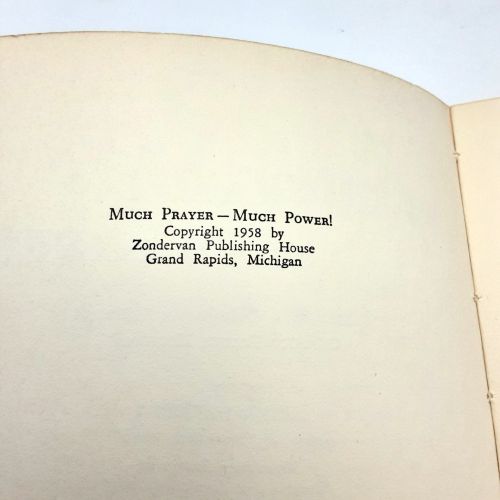 Much Prayer — Much Power!
Copyright 1958 by
Zondervan Publishing House
Grand Rapids, Michigan